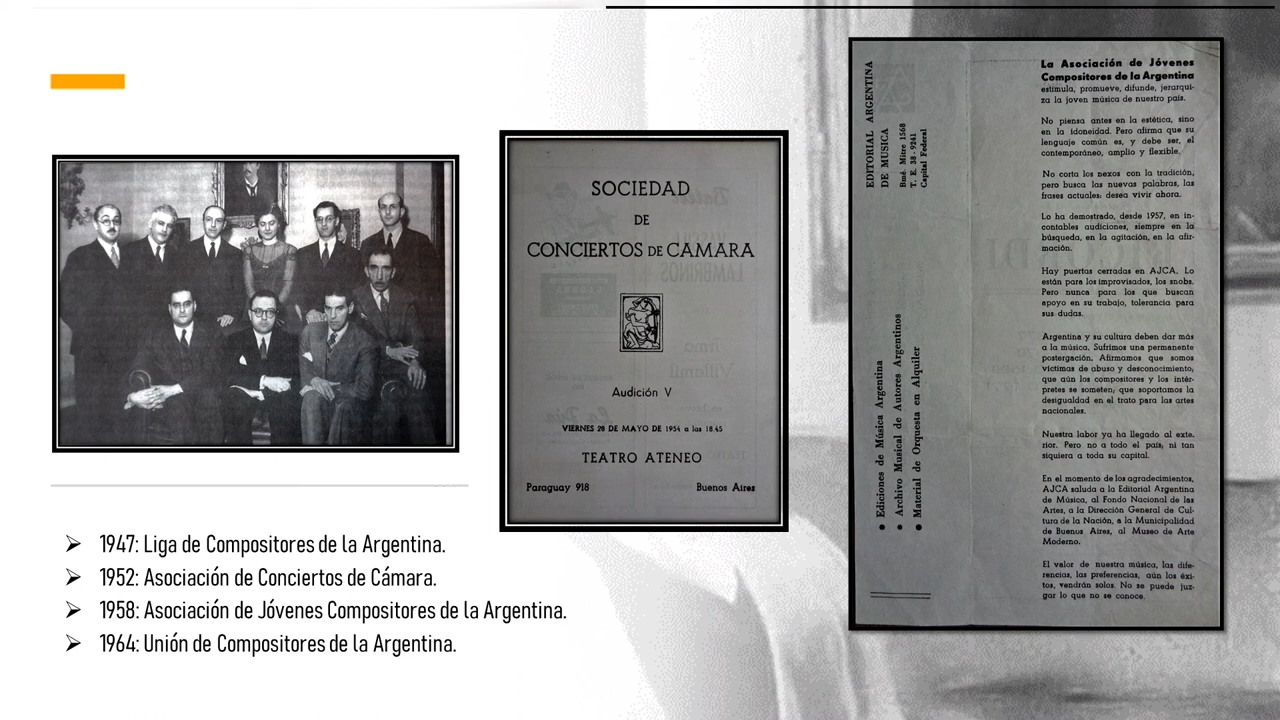 1947: Liga de Compositores de la Argentina.
1952: Asociación de Conciertos de Cámara.
1958: Asociación de Jóvenes Compositores de la Argentina.
1964: Unión de Compositores de la Argentina.
SOCIEDAD
DE
CONCIERTOS DE CAMARA
Audición V
VIERNES 28 DE MAYO DE 1954 a las 18.45
TEATRO ATENEO
Paraguay 918 Buenos Aires
EDITORIAL ARGENTINA
DE MUSICA
Bmé. Mitre 1568
T. E. 38 - 9241
Capital Federal
● Ediciones de Música Argentina
● Archivo Musical de Autores Argentinos
● Material de Orquesta en Alquiler
La Asociación de Jóvenes
Compositores de la Argentina
estimula, promueve, difunde, jerarqui-
za la joven música de nuestro país.
No piensa antes en la estética, sino
en la idoneidad. Pero afirma que su
lenguaje común es, y debe ser, el
contemporáneo, amplio y flexible.
No corta los nexos con la tradición,
pero busca las nuevas palabras, las
frases actuales: desea vivir ahora.
Lo ha demostrado, desde 1957, en in-
contables audiciones, siempre en la
búsqueda, en la agitación, en la afir-
mación.
Hay puertas cerradas en AJCA. Lo
están para los improvisados, los snobs.
Pero nunca para los que buscan
apoyo en su trabajo, tolerancia para
sus dudas.
Argentina y su cultura deben dar más
a la música. Sufrimos una permanente
postergación. Afirmamos que somos
víctimas de abuso y desconocimiento,
que aún los compositores y los intér-
pretes se someten; que soportamos la
desigualdad en el trato para las artes
nacionales.
Nuestra labor ya ha llegado al exte.
rior. Pero no a todo el país, ni tan
siquiera a toda su capital.
En el momento de los agradecimientos,
AJCA saluda a la Editorial Argentina
de Música, al Fondo Nacional de las
Artes, a la Dirección General de Cul-
tura de la Nación, a la Municipalidad
de Buenos Aires, al Museo de Arte
Moderno.
El valor de nuestra música, las dife-
rencias, las preferencias, aún los éxi-
tos, vendrán solos. No se puede juz-
gar lo que no se conoce.